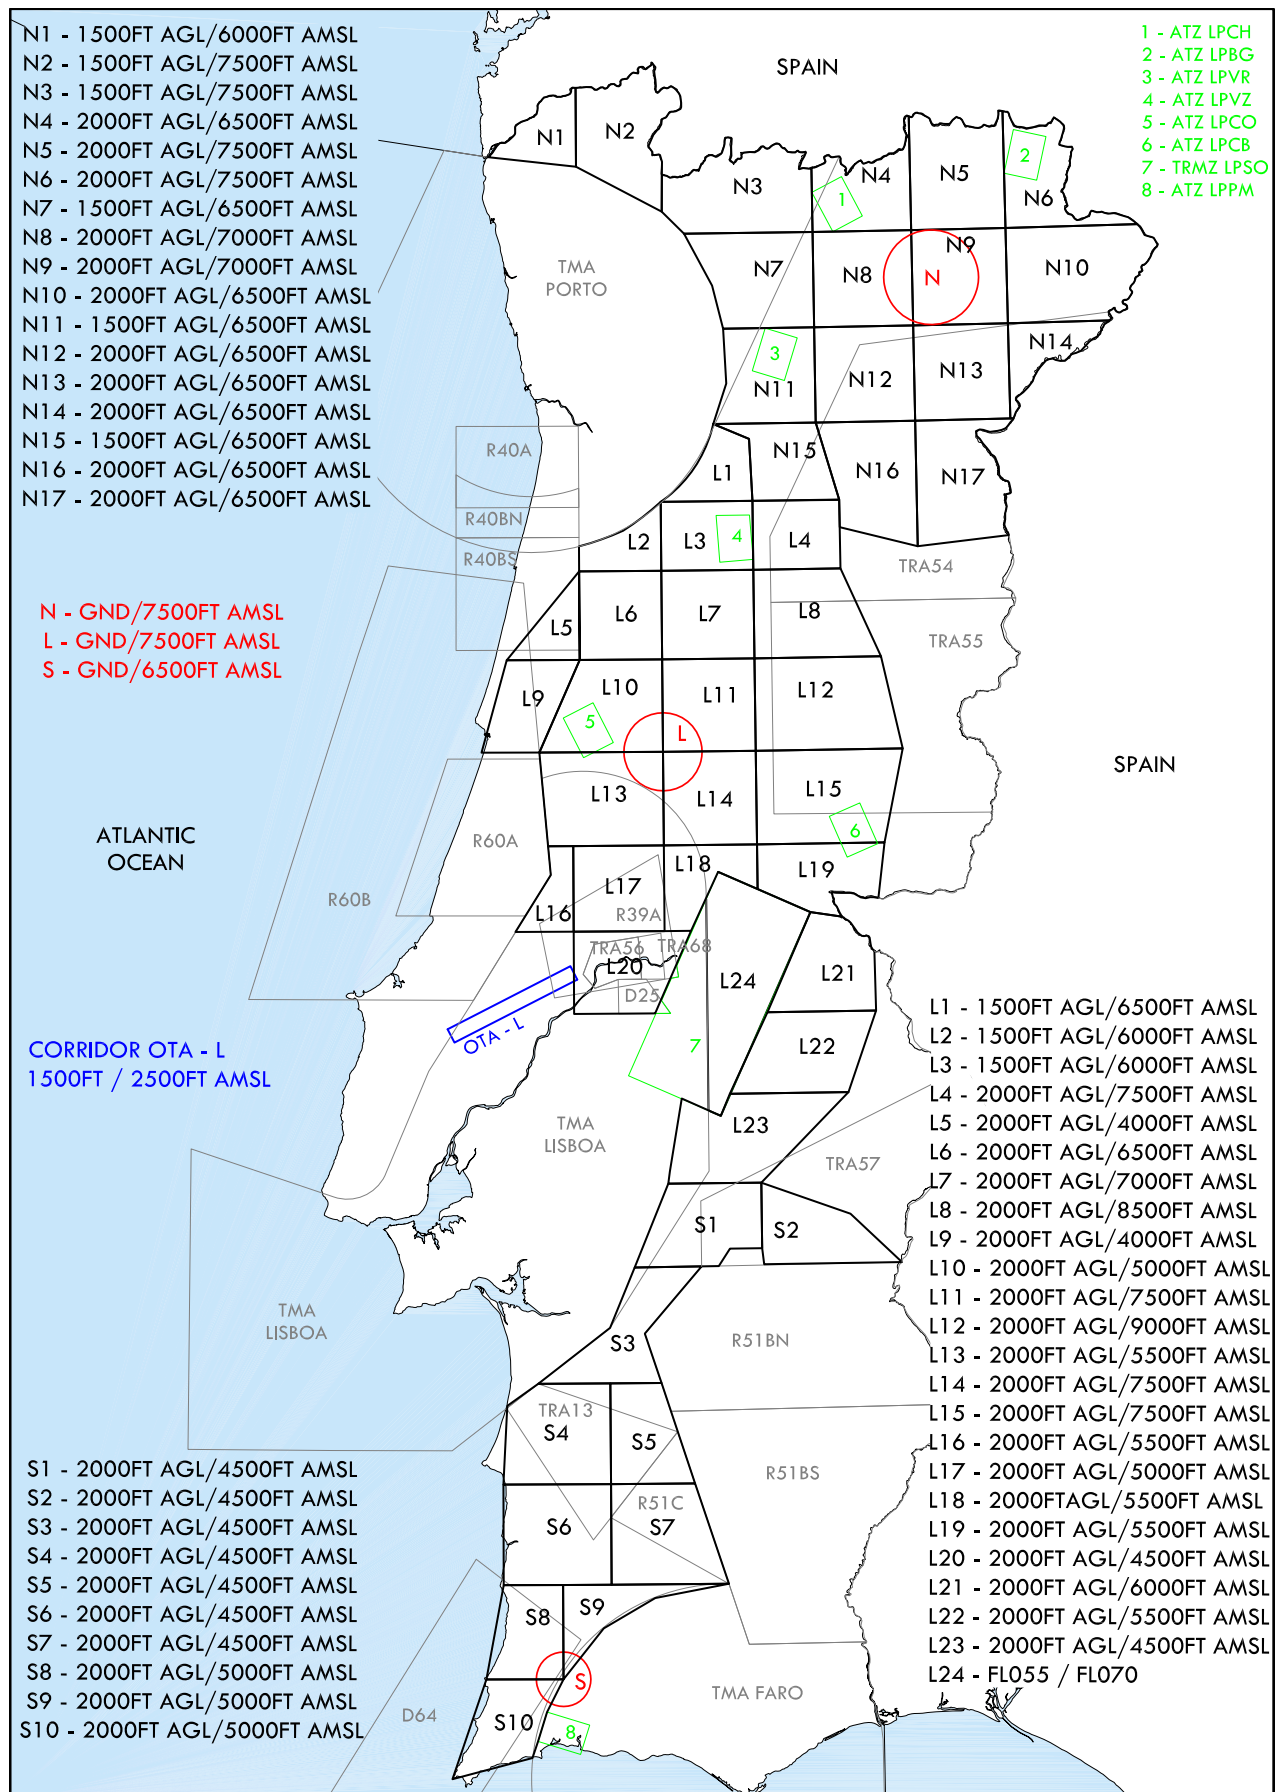 N1 - 1500FT AGL/6000FT AMSL
N2 - 1500FT AGL/7500FT AMSL
N3 - 1500FT AGL/7500FT AMSL
N4 - 2000FT AGL/6500FT AMSL
N5 - 2000FT AGL/7500FT AMSL
N6 - 2000FT AGL/7500FT AMSL
N7 - 1500FT AGL/6500FT AMSL
N8 - 2000FT AGL/7000FT AMSL
N9 - 2000FT AGL/7000FT AMSL
N10 - 2000FT AGL/6500FT AMSL
N11 - 1500FT AGL/6500FT AMSL
N12 - 2000FT AGL/6500FT AMSL
N13 - 2000FT AGL/6500FT AMSL
N14 - 2000FT AGL/6500FT AMSL
N15 - 1500FT AGL/6500FT AMSL
N16 - 2000FT AGL/6500FT AMSL
N17 - 2000FT AGL/6500FT AMSL
1 - ATZ LPCH
2 - ATZ LPBG
3 - ATZ LPVR
4 - ATZ LPVZ
5 - ATZ LPCO
6 - ATZ LPCB
7 - TRMZ LPSO
8 - ATZ LPPM
SPAIN
N1
N2
N3
N4
N5
N6
1
2
TMA
PORTO
N7
N8
N9
N
N10
3
N11
N12
N13
N14
R40A
R40BN
R40BS
L1
N15
N16
N17
L2
L3
4
L4
TRA54
N - GND/7500FT AMSL
L - GND/7500FT AMSL
S - GND/6500FT AMSL
L5
L6
L7
L8
TRA55
L9
L10
L11
L12
5
L
SPAIN
L13
L14
L15
6
ATLANTIC
OCEAN
R60A
R60B
L16
L17
L18
L19
R39A
TRA56
TRA68
L20
D25
L24
L21
L22
7
OTA - L
CORRIDOR OTA - L
1500FT / 2500FT AMSL
TMA
LISBOA
L23
TRA57
L1 - 1500FT AGL/6500FT AMSL
L2 - 1500FT AGL/6000FT AMSL
L3 - 1500FT AGL/6000FT AMSL
L4 - 2000FT AGL/7500FT AMSL
L5 - 2000FT AGL/4000FT AMSL
L6 - 2000FT AGL/6500FT AMSL
L7 - 2000FT AGL/7000FT AMSL
L8 - 2000FT AGL/8500FT AMSL
L9 - 2000FT AGL/4000FT AMSL
L10 - 2000FT AGL/5000FT AMSL
L11 - 2000FT AGL/7500FT AMSL
L12 - 2000FT AGL/9000FT AMSL
L13 - 2000FT AGL/5500FT AMSL
L14 - 2000FT AGL/7500FT AMSL
L15 - 2000FT AGL/7500FT AMSL
L16 - 2000FT AGL/5500FT AMSL
L17 - 2000FT AGL/5000FT AMSL
L18 - 2000FTAGL/5500FT AMSL
L19 - 2000FT AGL/5500FT AMSL
L20 - 2000FT AGL/4500FT AMSL
L21 - 2000FT AGL/6000FT AMSL
L22 - 2000FT AGL/5500FT AMSL
L23 - 2000FT AGL/4500FT AMSL
L24 - FL055 / FL070
S1
S2
TMA
LISBOA
S3
R51BN
TRA13
S4
S5
R51BS
R51C
S6
S7
S8
S9
S
S10
8
D64
TMA FARO
S1 - 2000FT AGL/4500FT AMSL
S2 - 2000FT AGL/4500FT AMSL
S3 - 2000FT AGL/4500FT AMSL
S4 - 2000FT AGL/4500FT AMSL
S5 - 2000FT AGL/4500FT AMSL
S6 - 2000FT AGL/4500FT AMSL
S7 - 2000FT AGL/4500FT AMSL
S8 - 2000FT AGL/5000FT AMSL
S9 - 2000FT AGL/5000FT AMSL
S10 - 2000FT AGL/5000FT AMSL